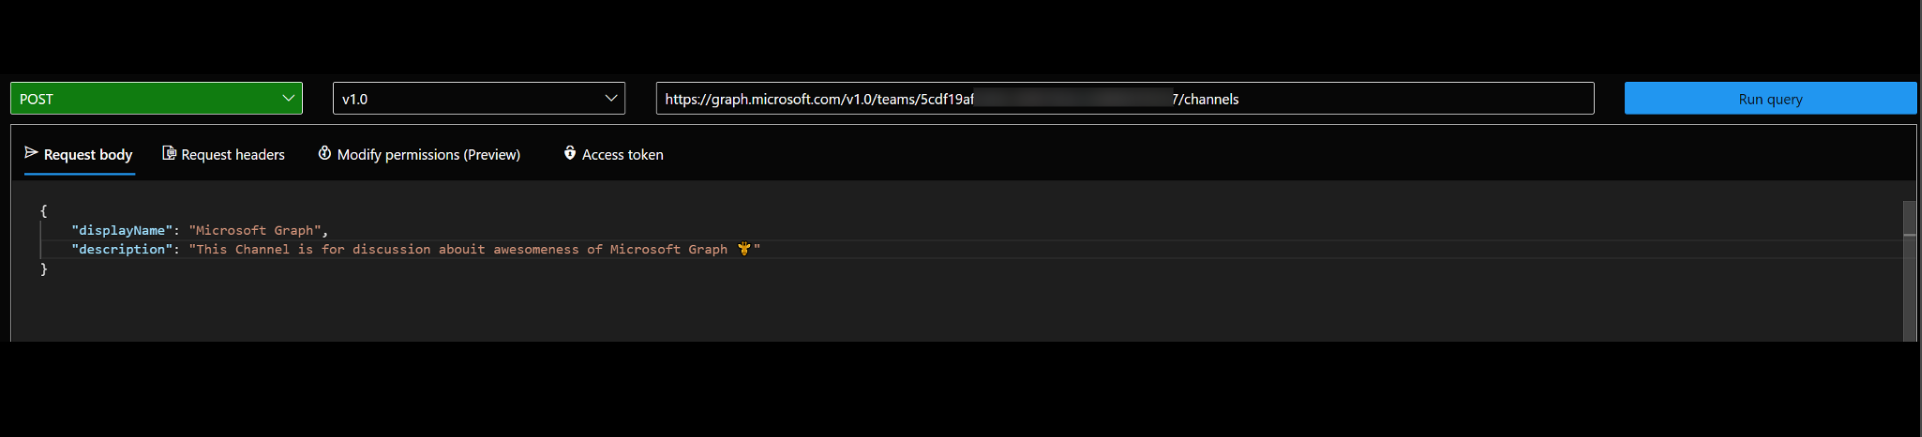 POST
v1.0
https://graph.microsoft.com/v1.0/teams/5cdf19af 7/channels
Run query
Request body
Request headers
Modify permissions (Preview)
Access token
{
"displayName": "Microsoft Graph",
"description": "This Channel is for discussion abouit awesomeness of Microsoft Graph "
}